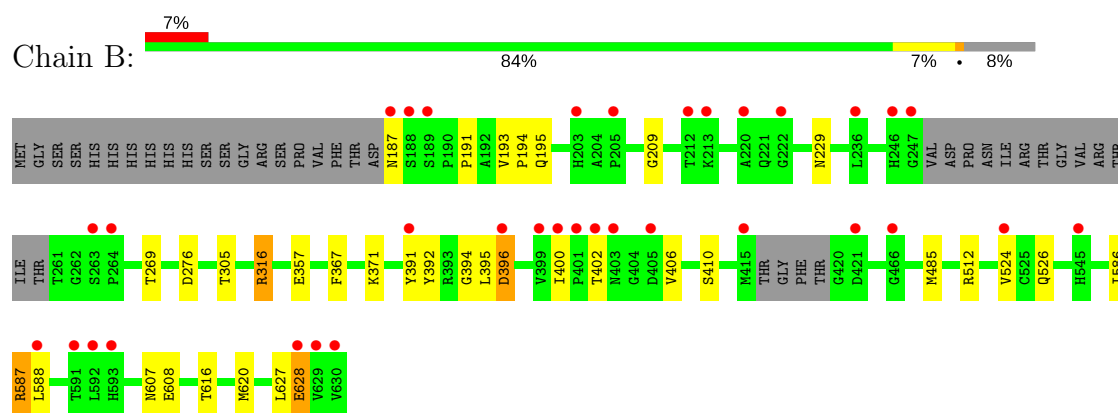 7%
Chain B:
84%
7%
•
8%
MET GLY SER SER HIS HIS HIS HIS HIS HIS SER SER GLY ARG SER PRO VAL PHE THR ASP N187 S188 S189 P190 P191 A192 V193 P194 Q195 H203 A204 P205 G209 T212 K213 A220 Q221 G222 N229 L236 H246 G247 VAL ASP PRO ASN ILE ARG THR GLY VAL ARG THR
ILE THR T261 G262 S263 P264 T269 D276 T305 R316 E357 F367 K371 Y391 Y392 R393 G394 L395 D396 V399 I400 P401 T402 N403 G404 D405 V406 S410 M415 THR GLY PHE THR G420 D421 G466 M485 R512 V524 C525 Q526 H545 I586
R587 L588 T591 L592 H593 N607 E608 T616 M620 L627 E628 V629 V630